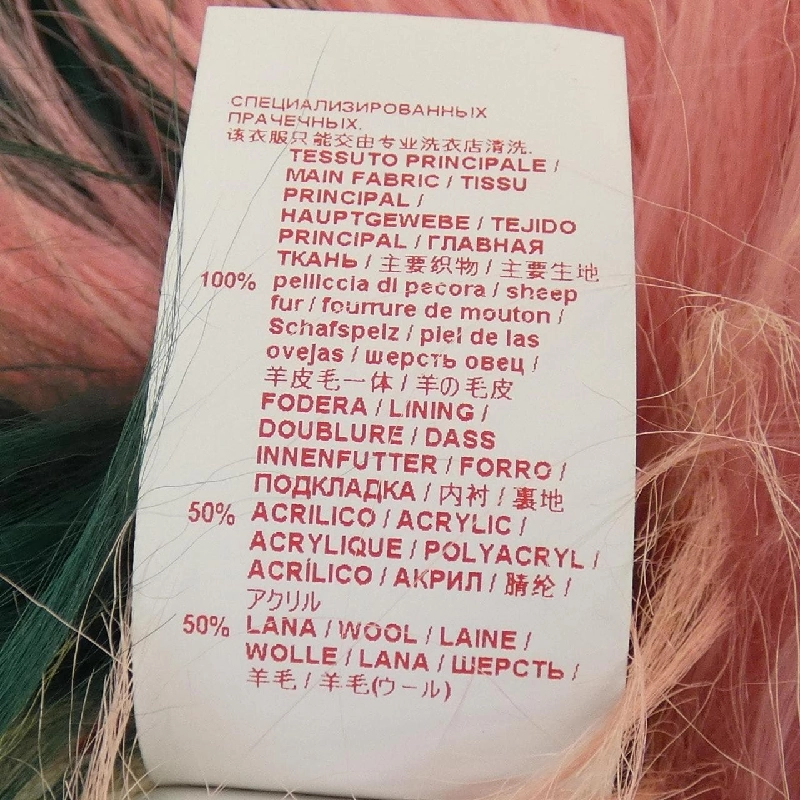 СПЕЦИАЛИЗИРОВАННЫХ
ПРАЧЕЧНЫХ.
该衣服只能交由专业洗衣店清洗.
TESSUTO PRINCIPALE /
MAIN FABRIC / TISSU
PRINCIPAL /
HAUPTGEWEBE / TEJIDO
PRINCIPAL / ГЛАВНАЯ
ТКАНЬ / 主要织物 / 主要生地
100% pelliccia di pecora / sheep
fur / fourrure de mouton /
Schafspelz / piel de las
ovejas / шерсть овец /
羊皮毛一体 / 羊の毛皮
FODERA / LINING /
DOUBLURE / DASS
INNENFUTTER / FORRO /
ПОДКЛАДКА / 内衬 / 裏地
50% ACRILICO / ACRYLIC /
ACRYLIQUE / POLYACRYL /
ACRÍLICO / АКРИЛ / 腈纶 /
アクリル
50% LANA / WOOL / LAINE /
WOLLE / LANA / ШЕРСТЬ /
羊毛 / 羊毛(ウール)